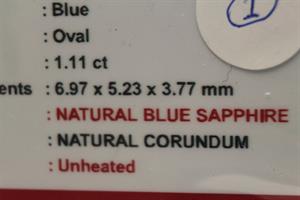 : Blue
: Oval
: 1.11 ct
ents : 6.97 x 5.23 x 3.77 mm
: NATURAL BLUE SAPPHIRE
: NATURAL CORUNDUM
: Unheated
1